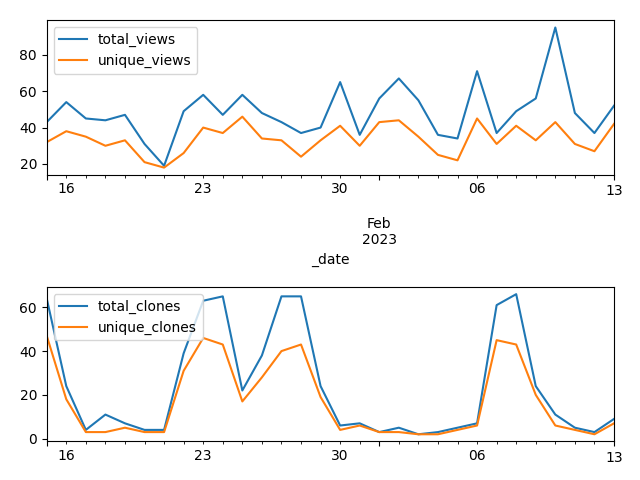 total_views
unique_views
80
60
40
20
16 23 30 06 13
Feb
2023
_date
total_clones
unique_clones
60
40
20
0
16 23 30 06 13